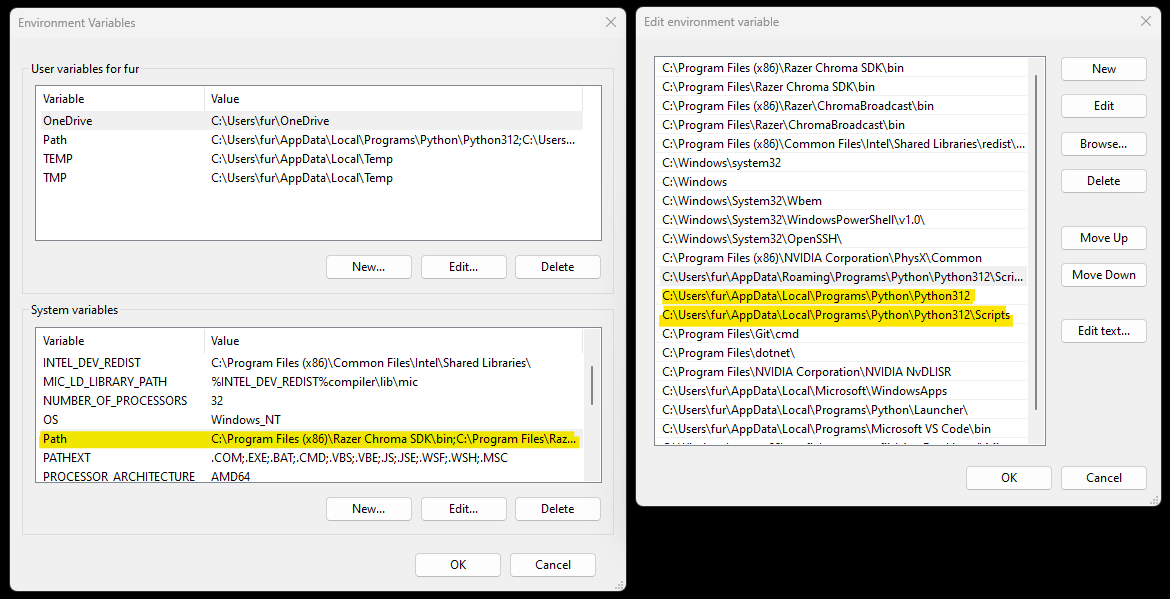 Environment Variables
User variables for fur
Variable Value
OneDrive C:\Users\fur\OneDrive
Path C:\Users\fur\AppData\Local\Programs\Python\Python312;C:\Users...
TEMP C:\Users\fur\AppData\Local\Temp
TMP C:\Users\fur\AppData\Local\Temp
New... Edit... Delete
System variables
Variable Value
INTEL_DEV_REDIST C:\Program Files (x86)\Common Files\Intel\Shared Libraries\
MIC_LD_LIBRARY_PATH %INTEL_DEV_REDIST%compiler\lib\mic
NUMBER_OF_PROCESSORS 32
OS Windows_NT
Path C:\Program Files (x86)\Razer Chroma SDK\bin;C:\Program Files\Raz...
PATHEXT .COM;.EXE;.BAT;.CMD;.VBS;.VBE;.JS;.JSE;.WSF;.WSH;.MSC
PROCESSOR_ARCHITECTURE AMD64
New... Edit... Delete
OK Cancel
Edit environment variable
C:\Program Files (x86)\Razer Chroma SDK\bin
C:\Program Files\Razer Chroma SDK\bin
C:\Program Files (x86)\Razer\ChromaBroadcast\bin
C:\Program Files\Razer\ChromaBroadcast\bin
C:\Program Files (x86)\Common Files\Intel\Shared Libraries\redist\...
C:\Windows\system32
C:\Windows
C:\Windows\System32\Wbem
C:\Windows\System32\WindowsPowerShell\v1.0\
C:\Windows\System32\OpenSSH\
C:\Program Files (x86)\NVIDIA Corporation\PhysX\Common
C:\Users\fur\AppData\Roaming\Programs\Python\Python312\Scri...
C:\Users\fur\AppData\Local\Programs\Python\Python312
C:\Users\fur\AppData\Local\Programs\Python\Python312\Scripts
C:\Program Files\Git\cmd
C:\Program Files\dotnet\
C:\Program Files\NVIDIA Corporation\NVIDIA NvDLISR
C:\Users\fur\AppData\Local\Microsoft\WindowsApps
C:\Users\fur\AppData\Local\Programs\Python\Launcher\
C:\Users\fur\AppData\Local\Programs\Microsoft VS Code\bin
New
Edit
Browse...
Delete
Move Up
Move Down
Edit text...
OK Cancel